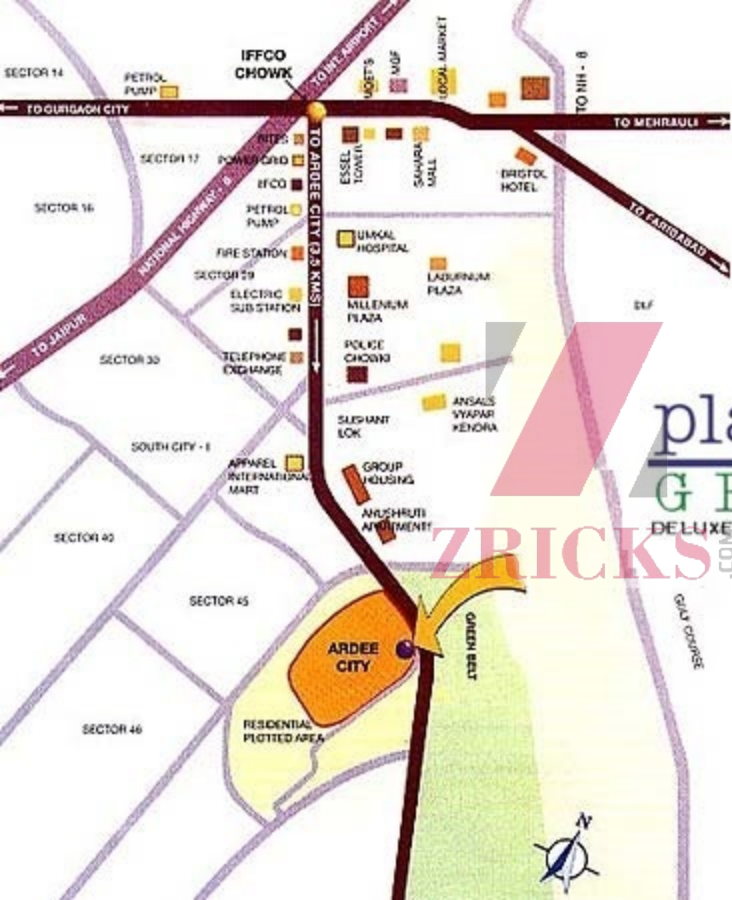 SECTOR 14
PETROL
PUMP
IFFCO
CHOWK
TO INT. AIRPORT
MOET'S
MGF
LOCAL MARKET
TO NH - 8
TO GURGAON CITY
TO MEHRAULI
TO FARIDABAD
SECTOR 17
SECTOR 16
NATIONAL HIGHWAY - 8
TO JAIPUR
TO ARDEE CITY (3.5 KMS)
RITES
POWER GRID
IFFCO
PETROL
PUMP
FIRE STATION
SECTOR 29
ELECTRIC
SUB STATION
TELEPHONE
EXCHANGE
ESSEL
TOWER
SAHARA
MALL
BRISTOL
HOTEL
UMKAL
HOSPITAL
LABURNUM
PLAZA
MILLENIUM
PLAZA
POLICE
CHOWKI
DLF
SECTOR 30
SUSHANT
LOK
ANSALS
VYAPAR
KENDRA
SOUTH CITY - I
APPAREL
INTERNATIONAL
MART
GROUP
HOUSING
ANUSHRUTI
APARTMENTS
SECTOR 40
SECTOR 45
SECTOR 46
ARDEE
CITY
RESIDENTIAL
PLOTTED AREA
GREEN BELT
GULF COURSE
pla
G
DELUXE
ZRICKS
.COM
N